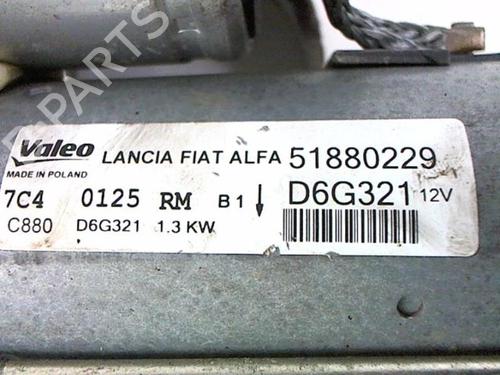 Valeo LANCIA FIAT ALFA 51880229
MADE IN POLAND
7C4 0125 RM B1 ↓ D6G321 12V
C880 D6G321 1.3 KW
B-PARTS